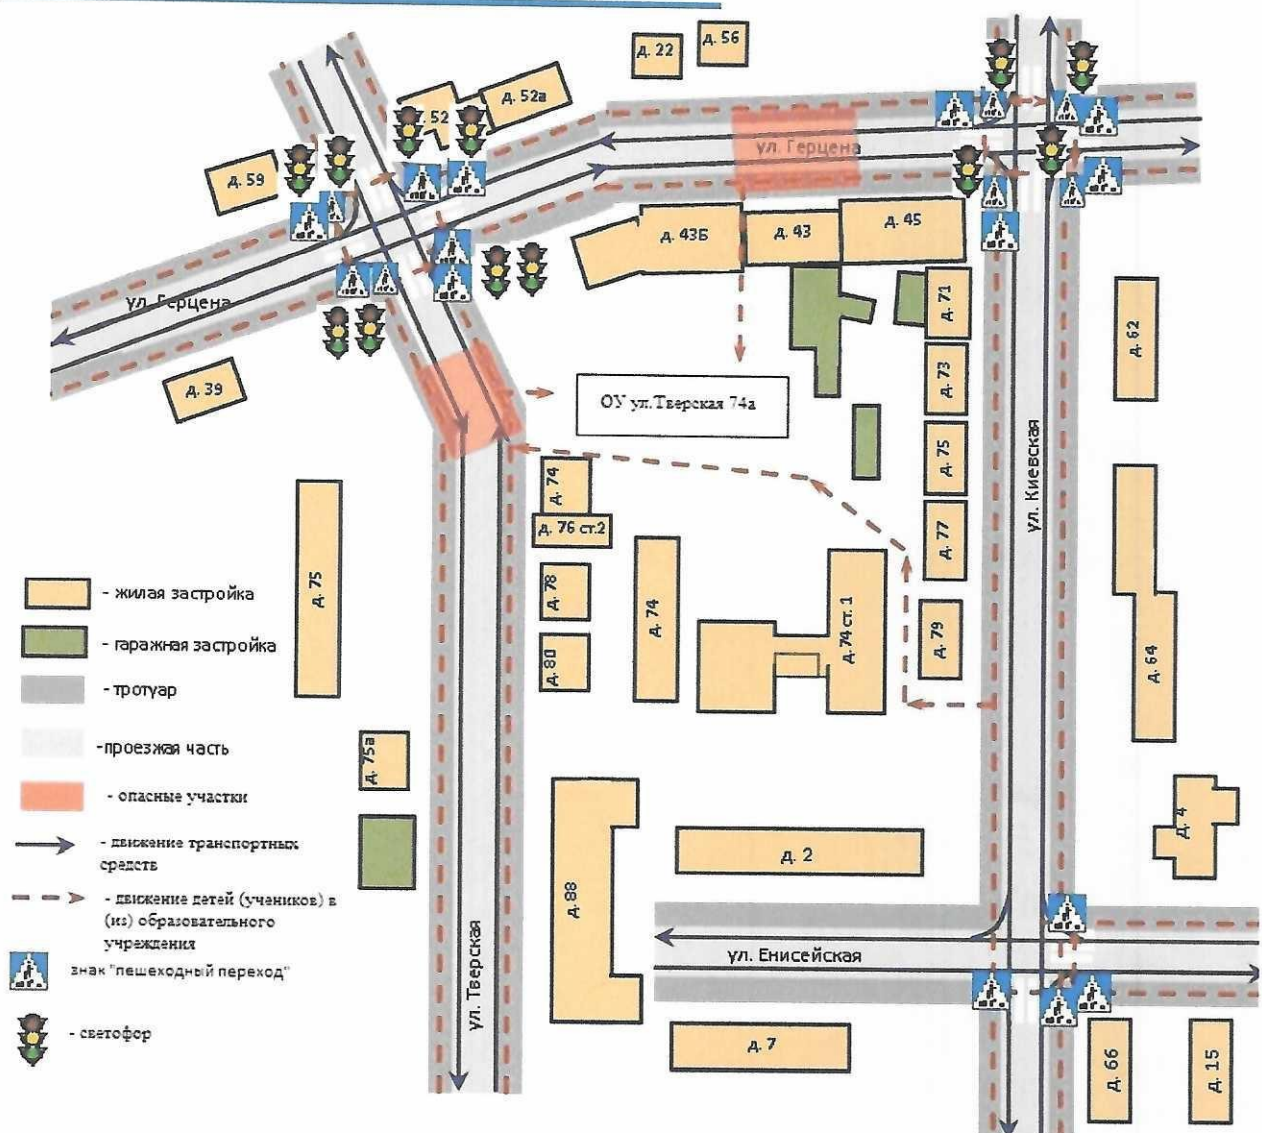 д. 22
д. 56
д. 52а
52
д. 59
ул. Герцена
д. 43Б
д. 43
д. 45
ул. Герцена
д. 39
д. 71
д. 62
д. 73
ОУ ул.Тверская 74а
д. 75
ул. Киевская
д. 74
д. 76 ст.2
д. 77
д. 75
д. 78
д. 74
д. 74 ст. 1
д. 79
д. 80
д. 64
- жилая застройка
- гаражная застройка
- тротуар
-проезжая часть
- опасные участки
- движение транспортных
средств
- движение детей (учеников) в
(из) образовательного
учреждения
знак "пешеходный переход"
- светофор
д. 75а
д. 4
д. 2
д. 88
ул. Тверская
ул. Енисейская
д. 7
д. 66
д. 15